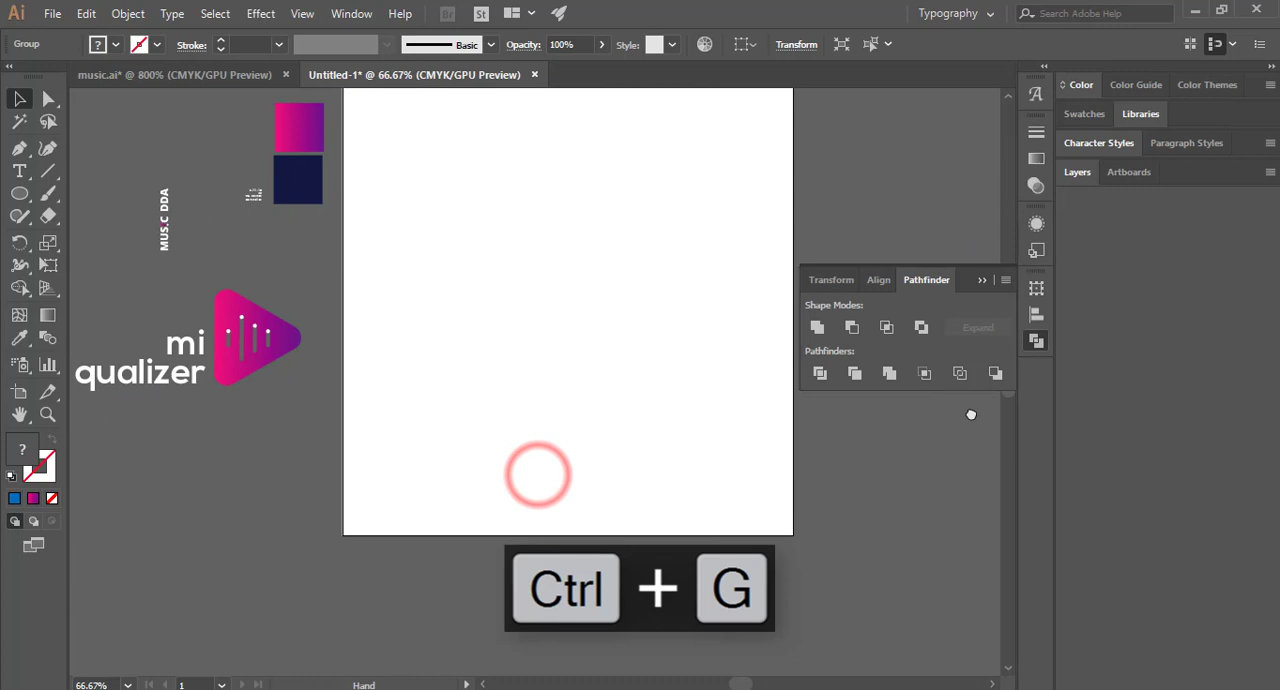 Ai File Edit Object Type Select Effect View Window Help Br St Typography Search Adobe Help
Group ? Stroke: Basic Opacity: 100% Style: Transform
music.ai* @ 800% (CMYK/GPU Preview) × Untitled-1* @ 66.67% (CMYK/GPU Preview) ×
Color Color Guide Color Themes
Swatches Libraries
Character Styles Paragraph Styles
Layers Artboards
MUS.C DDA
Transform Align Pathfinder
Shape Modes:
Expand
Pathfinders:
mi
qualizer
?
Ctrl + G
66.67% 1 Hand